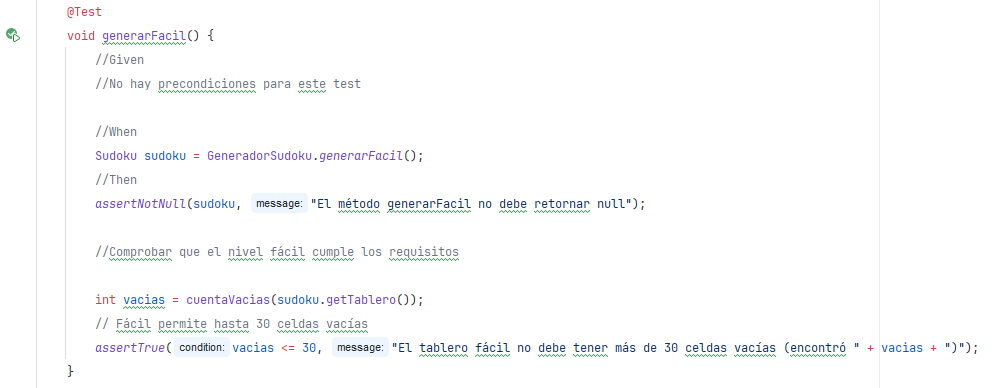 @Test
void generarFacil() {
//Given
//No hay precondiciones para este test
//When
Sudoku sudoku = GeneradorSudoku.generarFacil();
//Then
assertNotNull(sudoku, message: "El método generarFacil no debe retornar null");
//Comprobar que el nivel fácil cumple los requisitos
int vacias = cuentaVacias(sudoku.getTablero());
// Fácil permite hasta 30 celdas vacías
assertTrue( condition: vacias <= 30, message: "El tablero fácil no debe tener más de 30 celdas vacías (encontró " + vacias + ")");
}